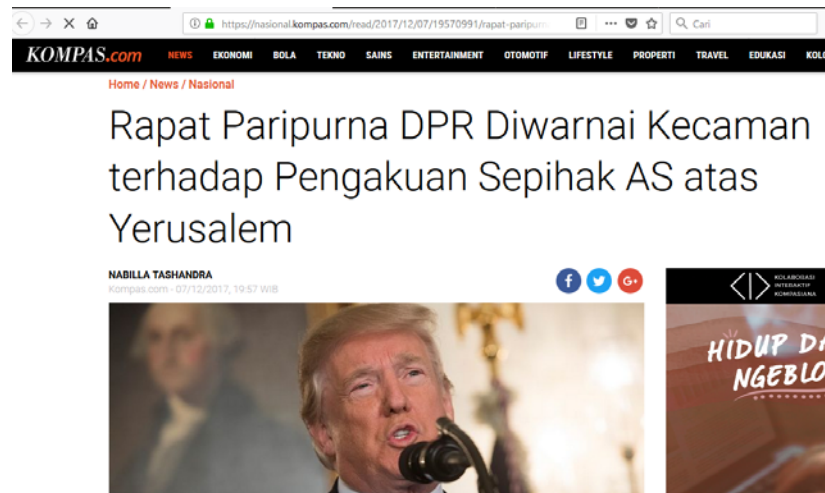 https://nasional.kompas.com/read/2017/12/07/19570991/rapat-paripurn
Cari
KOMPAS.com NEWS EKONOMI BOLA TEKNO SAINS ENTERTAINMENT OTOMOTIF LIFESTYLE PROPERTI TRAVEL EDUKASI KOLO
Home / News / Nasional
Rapat Paripurna DPR Diwarnai Kecaman
terhadap Pengakuan Sepihak AS atas
Yerusalem
NABILLA TASHANDRA
Kompas.com - 07/12/2017, 19:57 WIB
f G+
KOLABORASI
INTERAKTIF
KOMPASIANA
HIDUP DA
NGEBLO